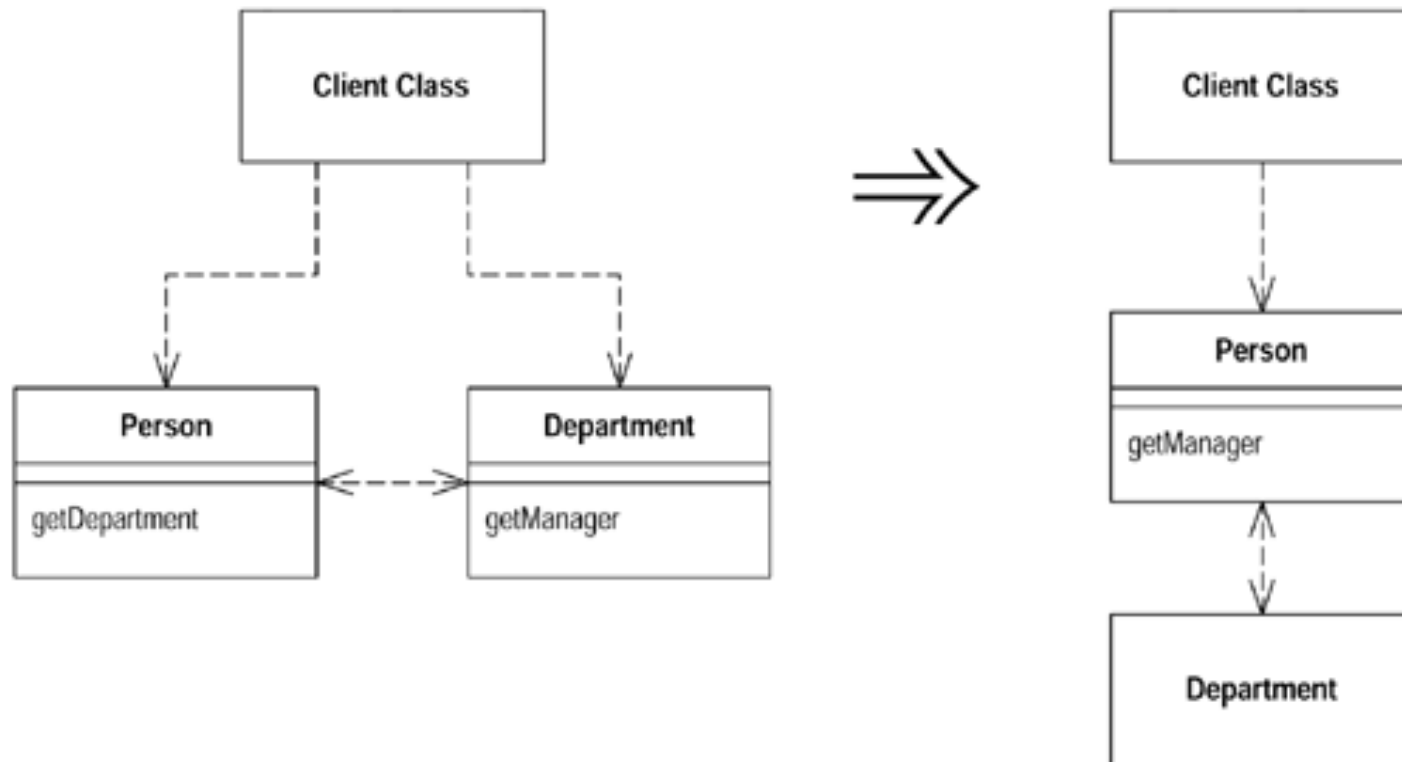 Client Class
Person
getDepartment
Department
getManager
Client Class
Person
getManager
Department